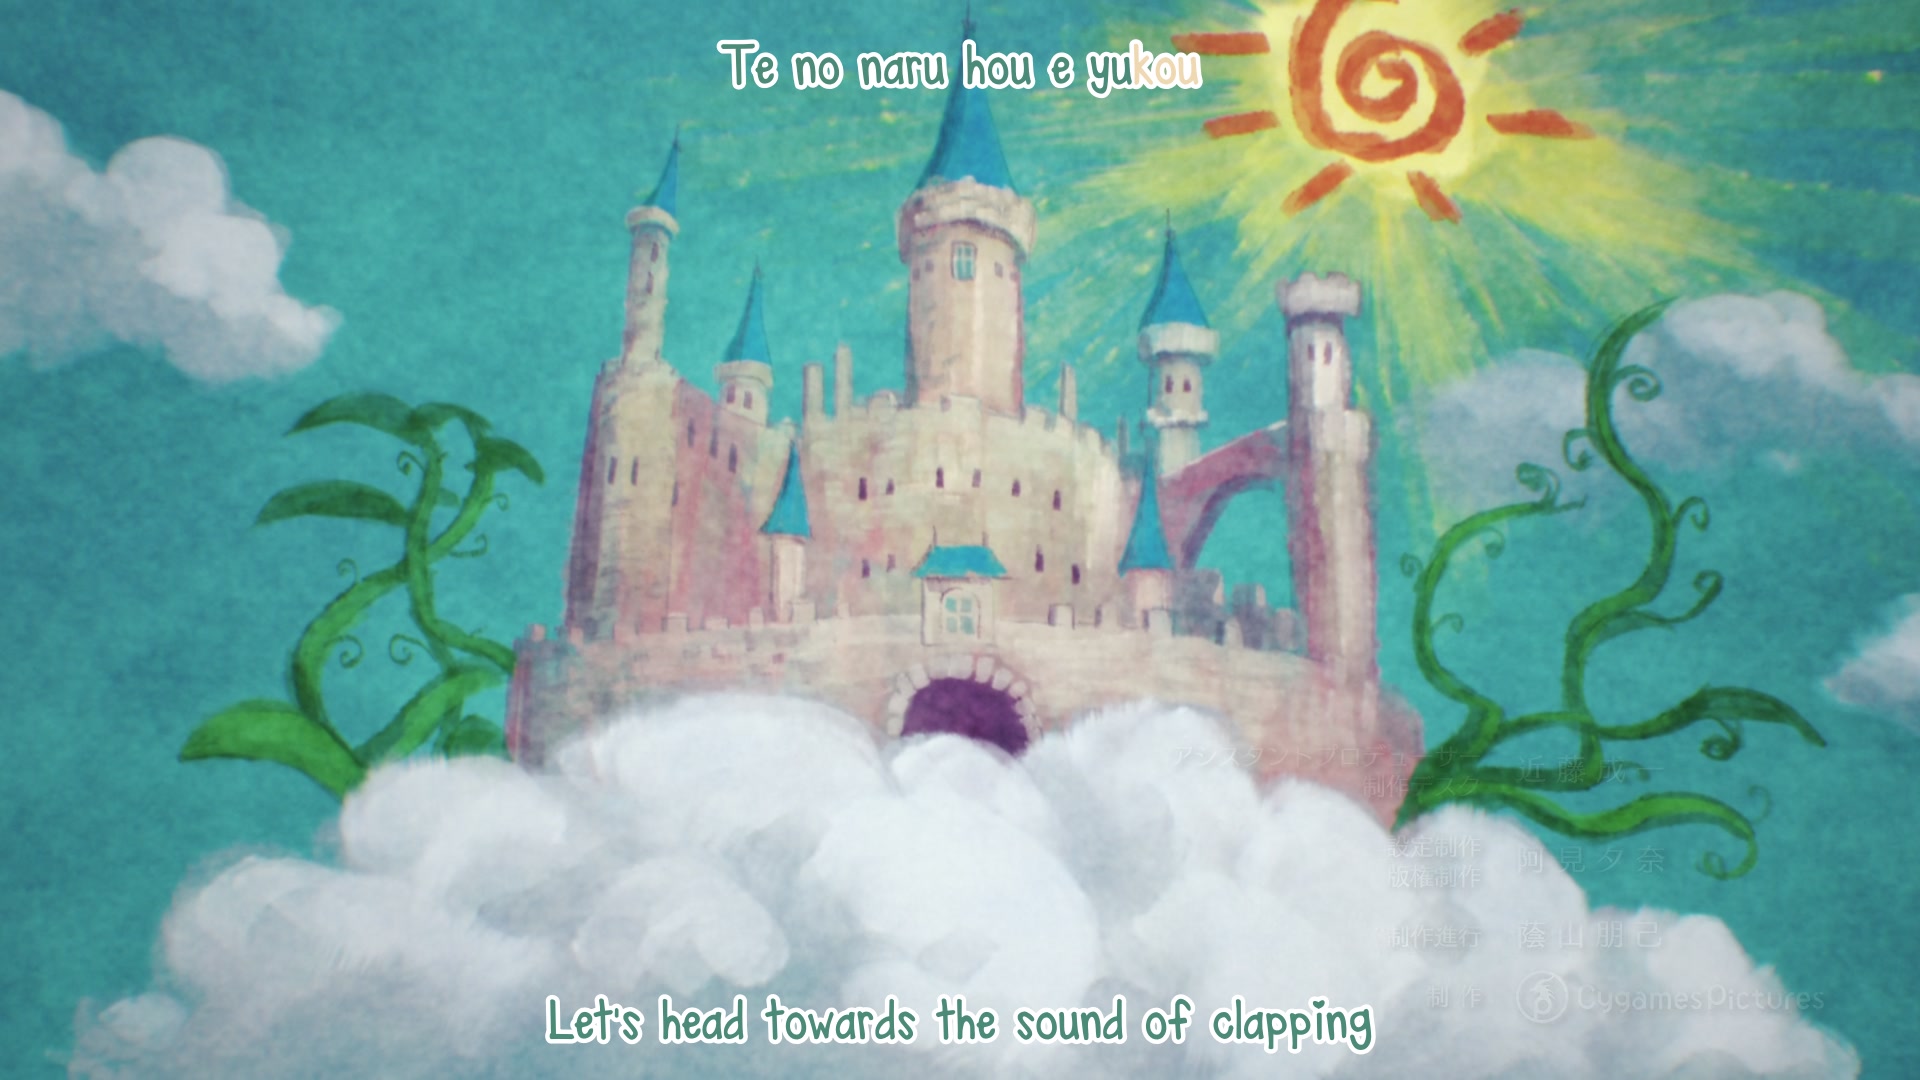 Te no naru hou e yukou
アシスタントプロデューサー
制作デスク 近藤成一
設定制作
版権制作 阿見夕奈
制作進行 蔭山朋己
制作 CygamesPictures
Let's head towards the sound of clapping